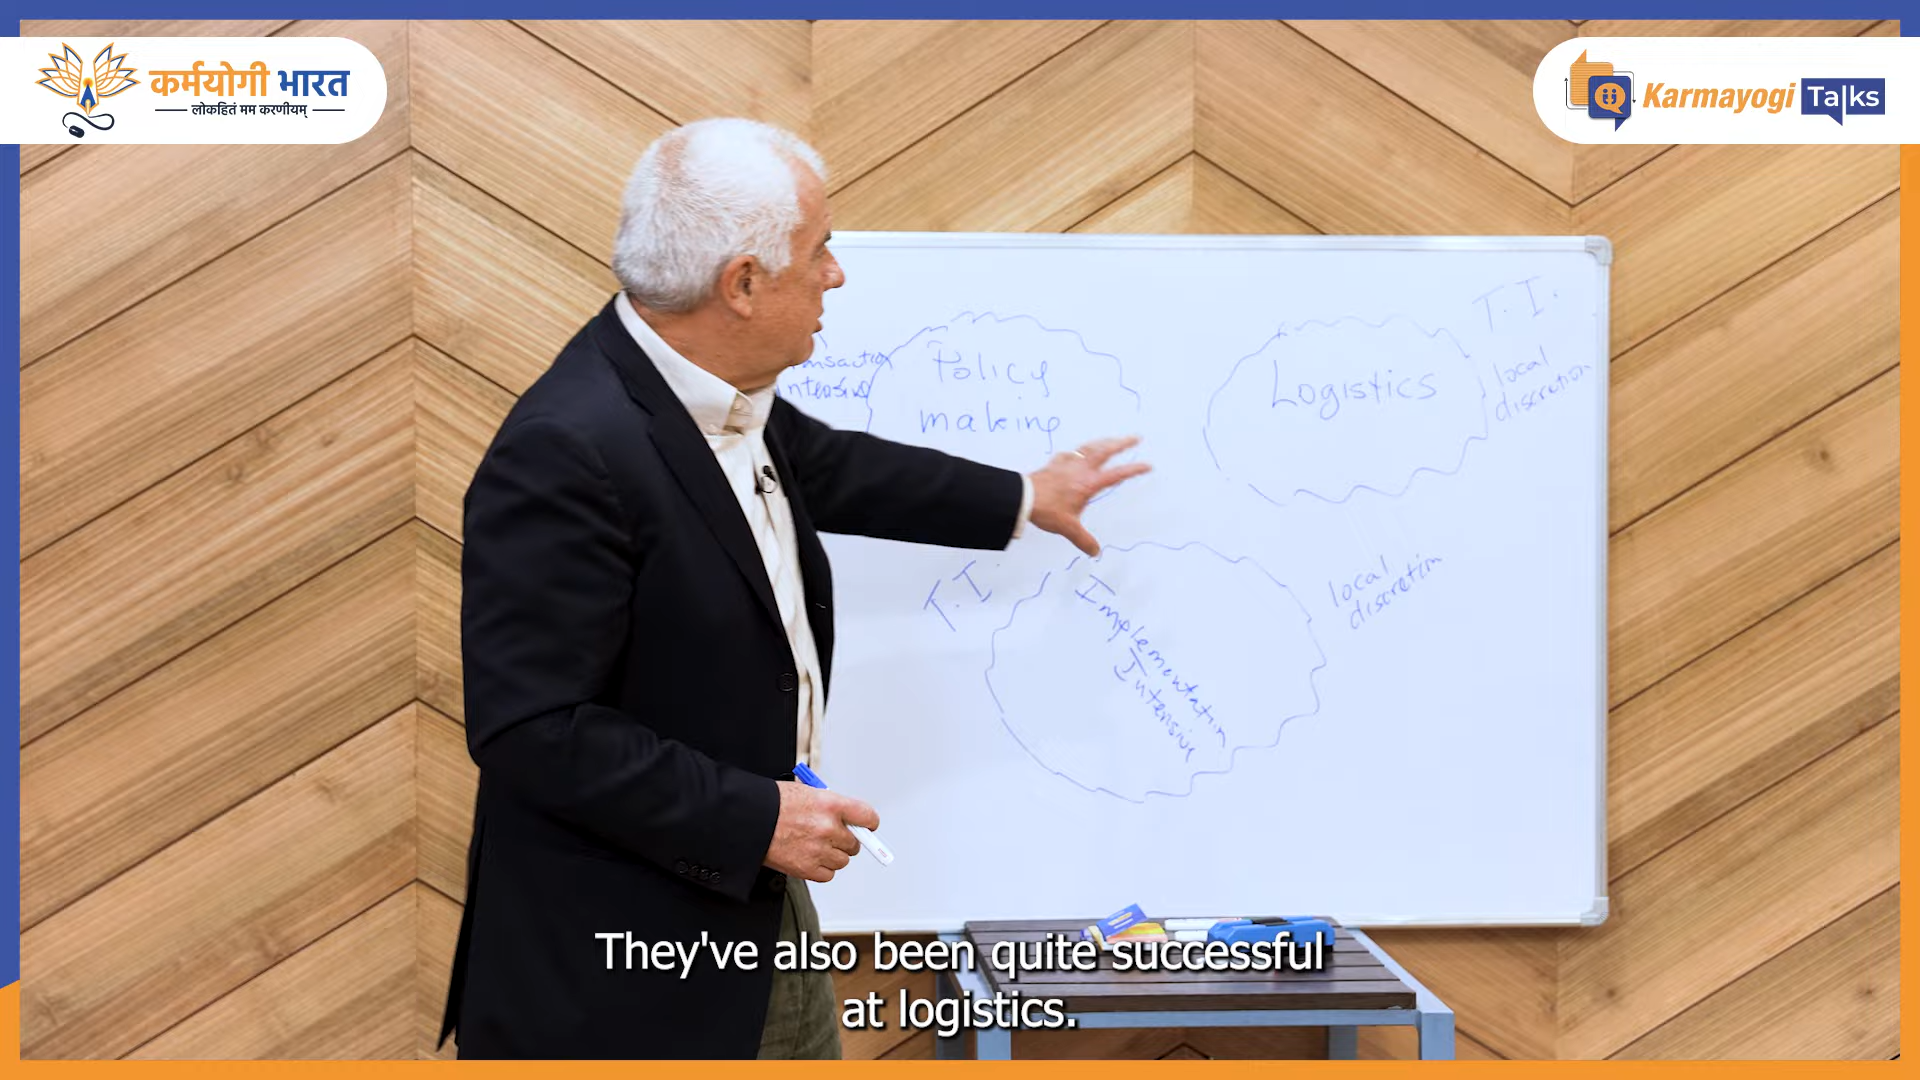 कर्मयोगी भारत
लोकहितं मम करणीयम्
Karmayogi Talks
T. I.
Policy
making
Logistics
local
discretion
T.I.
Implementation
Intensive
local
discretion
They've also been quite successful
at logistics.